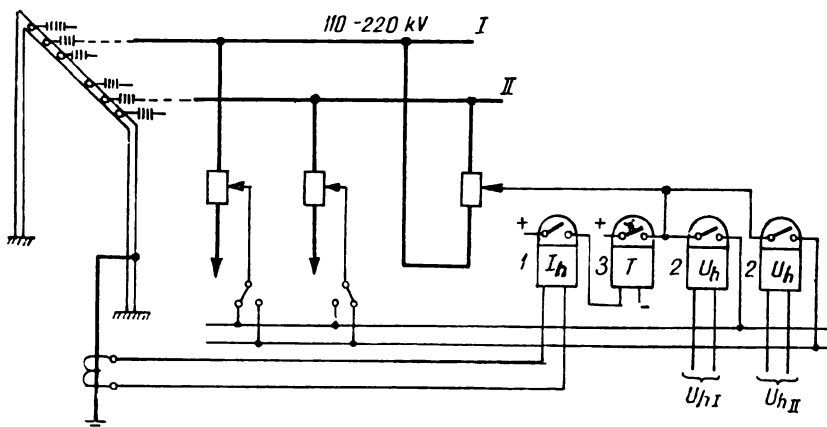 110-220 kV
I
II
+
+
1 I_h
3 T
2 U_h
2 U_h
-
U_hI
U_hII